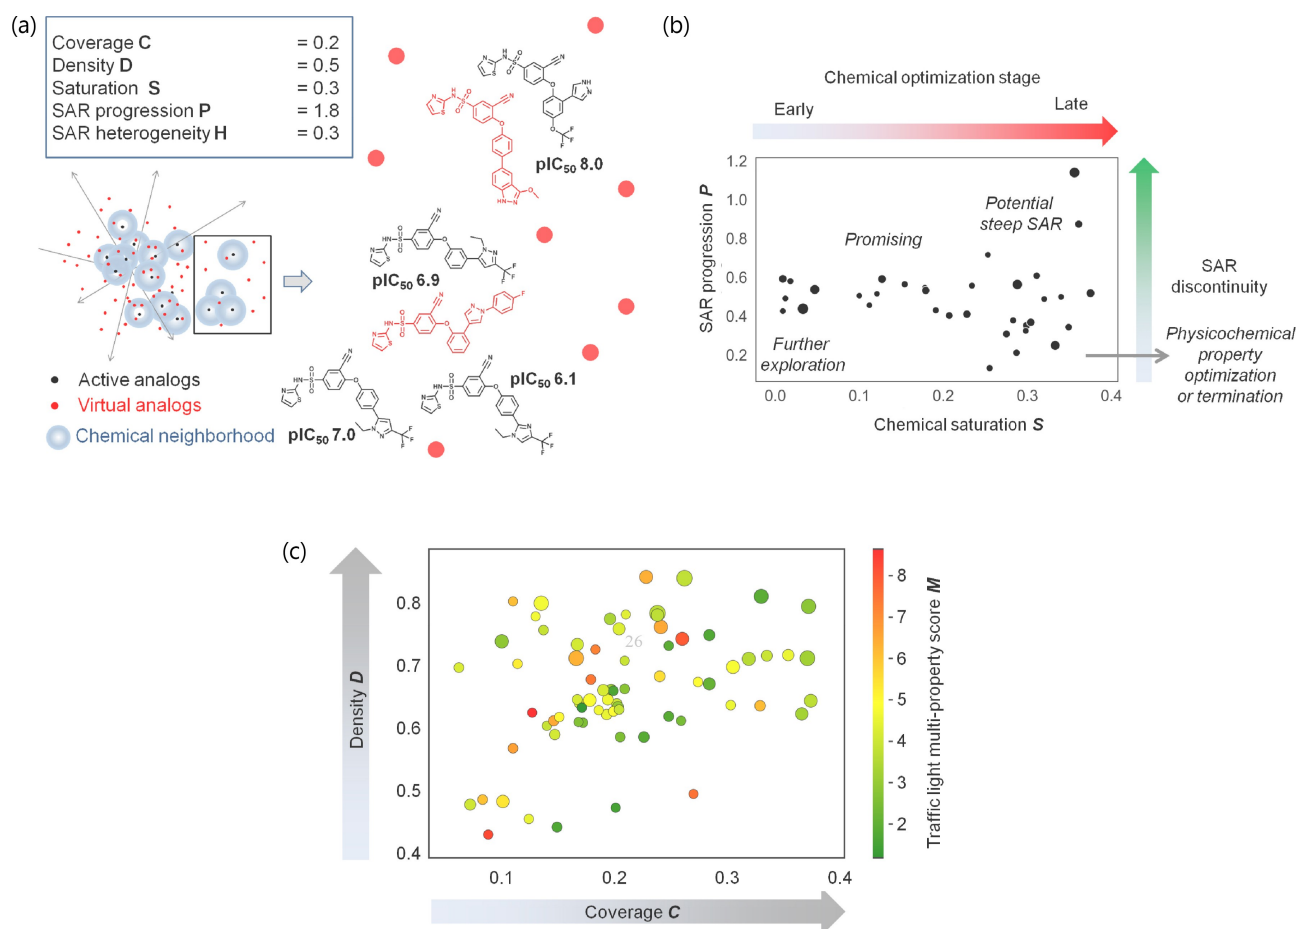 (a)
Coverage C = 0.2
Density D = 0.5
Saturation S = 0.3
SAR progression P = 1.8
SAR heterogeneity H = 0.3
pIC50 8.0
pIC50 6.9
pIC50 6.1
pIC50 7.0
Active analogs
Virtual analogs
Chemical neighborhood
(b)
Chemical optimization stage
Early
Late
SAR progression P
1.2
1.0
0.8
0.6
0.4
0.2
Promising
Potential
steep SAR
Further
exploration
0.0
0.1
0.2
0.3
0.4
Chemical saturation S
SAR
discontinuity
Physicochemical
property
optimization
or termination
(c)
Density D
0.8
0.7
0.6
0.5
0.4
26
0.1
0.2
0.3
0.4
Coverage C
8
7
6
5
4
3
2
Traffic light multi-property score M